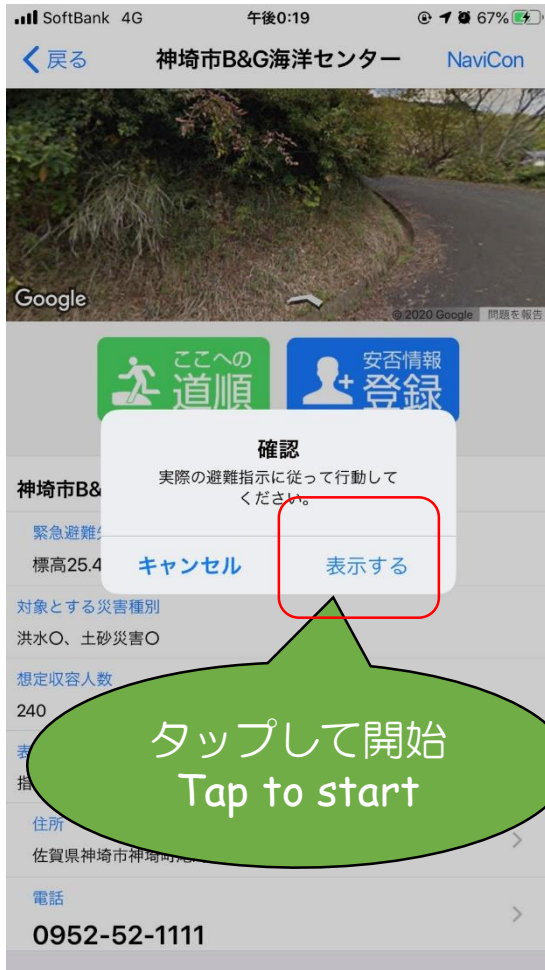 SoftBank 4G 午後0:19 67%
戻る 神埼市B&G海洋センター NaviCon
Google
© 2020 Google 問題を報告
ここへの
道順
安否情報
登録
確認
実際の避難指示に従って行動して
ください。
キャンセル 表示する
神埼市B&
緊急避難
標高25.4
対象とする災害種別
洪水〇、土砂災害〇
想定収容人数
240
タップして開始
Tap to start
住所
佐賀県神埼市神埼町
電話
0952-52-1111